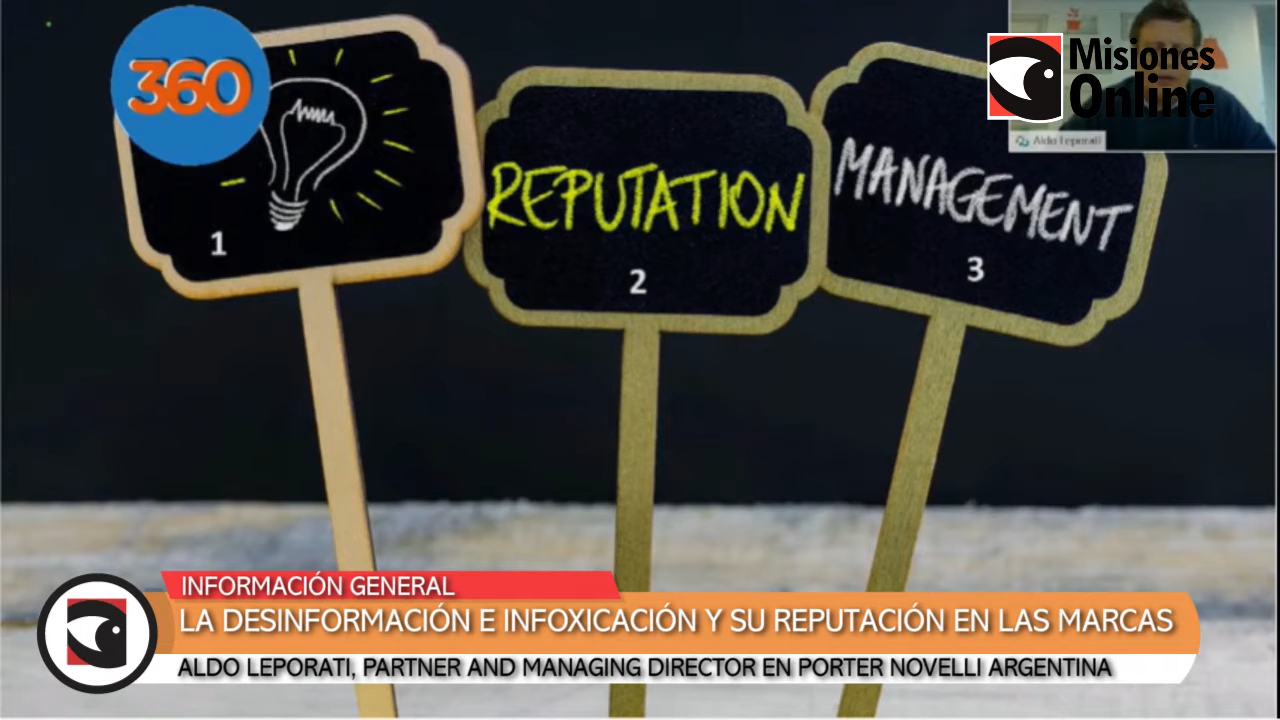 360
Misiones
Online
Aldo Leporati
REPUTATION
MANAGEMENT
1
2
3
INFORMACIÓN GENERAL
LA DESINFORMACIÓN E INFOXICACIÓN Y SU REPUTACIÓN EN LAS MARCAS
ALDO LEPORATI, PARTNER AND MANAGING DIRECTOR EN PORTER NOVELLI ARGENTINA